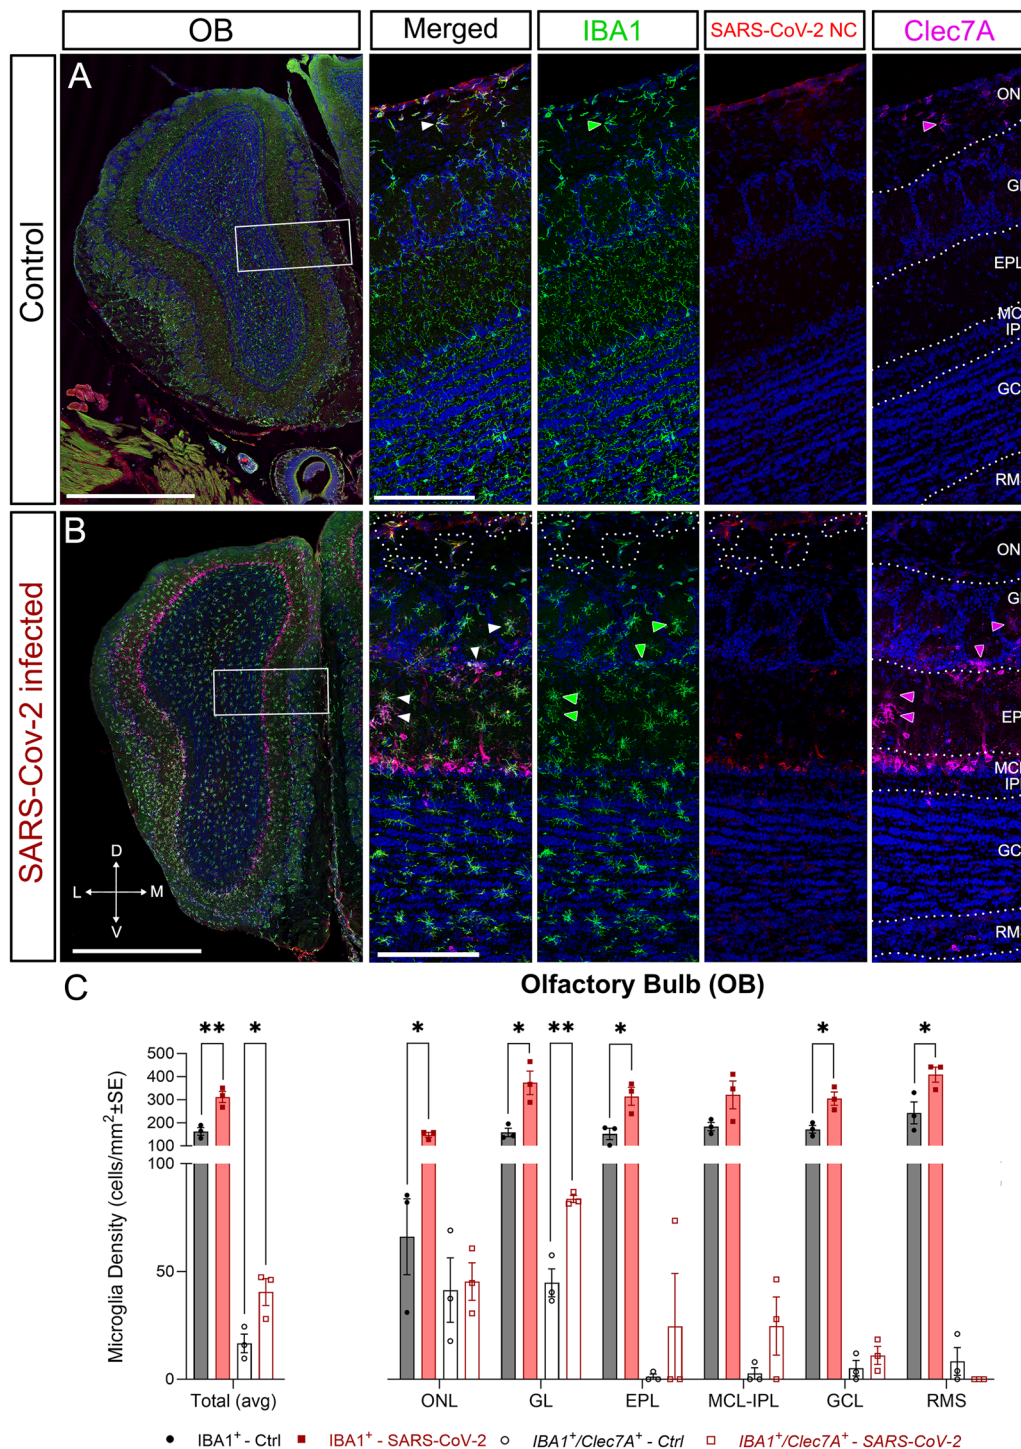 OB Merged IBA1 SARS-CoV-2 NC Clec7A
Control
A
ON
G
EPL
MC
IP
GC
RM
SARS-Cov-2 infected
B
D
L M
V
ON
G
EP
MC
IP
GC
RM
C Olfactory Bulb (OB)
** * * * ** * * *
Microglia Density (cells/mm²±SE)
500
400
300
200
100
100
50
0
Total (avg) ONL GL EPL MCL-IPL GCL RMS
IBA1⁺ - Ctrl IBA1⁺ - SARS-CoV-2 IBA1⁺/Clec7A⁺ - Ctrl IBA1⁺/Clec7A⁺ - SARS-CoV-2